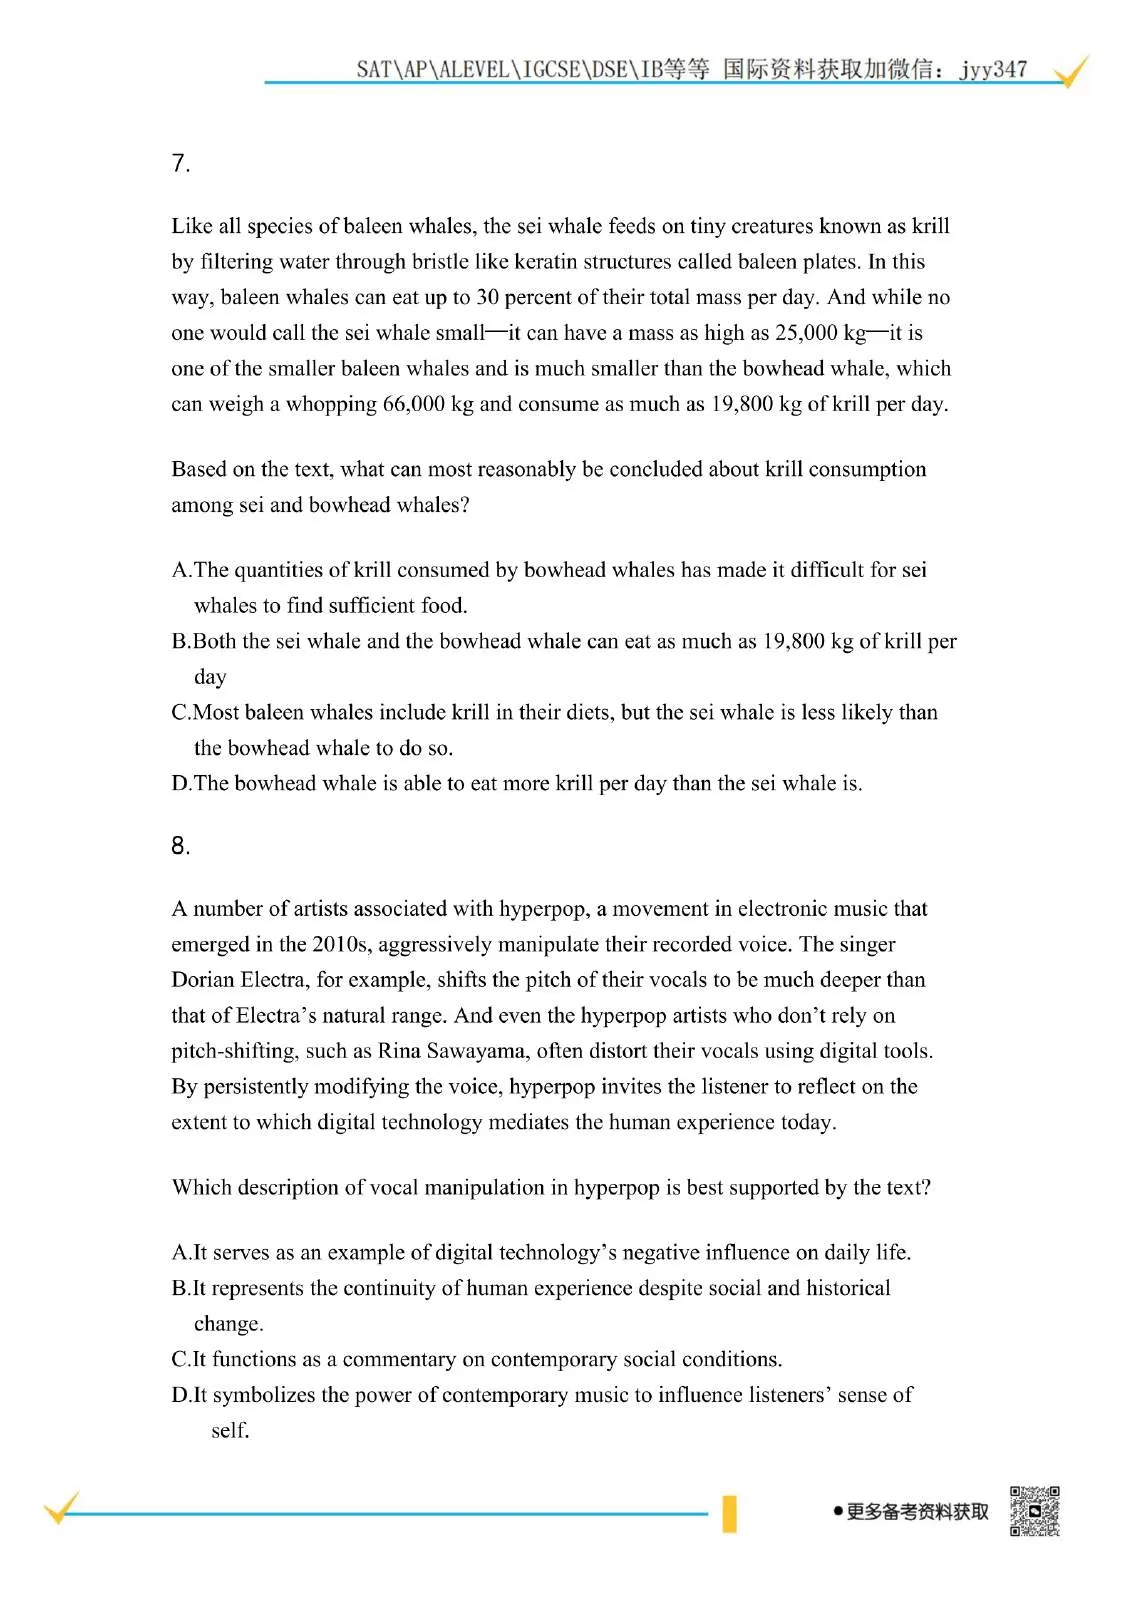 SAT\AP\ALEVEL\IGCSE\DSE\IB等等 国际资料获取加微信：jyy347
7.
Like all species of baleen whales, the sei whale feeds on tiny creatures known as krill
by filtering water through bristle like keratin structures called baleen plates. In this
way, baleen whales can eat up to 30 percent of their total mass per day. And while no
one would call the sei whale small—it can have a mass as high as 25,000 kg—it is
one of the smaller baleen whales and is much smaller than the bowhead whale, which
can weigh a whopping 66,000 kg and consume as much as 19,800 kg of krill per day.
Based on the text, what can most reasonably be concluded about krill consumption
among sei and bowhead whales?
A.The quantities of krill consumed by bowhead whales has made it difficult for sei
whales to find sufficient food.
B.Both the sei whale and the bowhead whale can eat as much as 19,800 kg of krill per
day
C.Most baleen whales include krill in their diets, but the sei whale is less likely than
the bowhead whale to do so.
D.The bowhead whale is able to eat more krill per day than the sei whale is.
8.
A number of artists associated with hyperpop, a movement in electronic music that
emerged in the 2010s, aggressively manipulate their recorded voice. The singer
Dorian Electra, for example, shifts the pitch of their vocals to be much deeper than
that of Electra’s natural range. And even the hyperpop artists who don’t rely on
pitch-shifting, such as Rina Sawayama, often distort their vocals using digital tools.
By persistently modifying the voice, hyperpop invites the listener to reflect on the
extent to which digital technology mediates the human experience today.
Which description of vocal manipulation in hyperpop is best supported by the text?
A.It serves as an example of digital technology’s negative influence on daily life.
B.It represents the continuity of human experience despite social and historical
change.
C.It functions as a commentary on contemporary social conditions.
D.It symbolizes the power of contemporary music to influence listeners’ sense of
self.
●更多备考资料获取